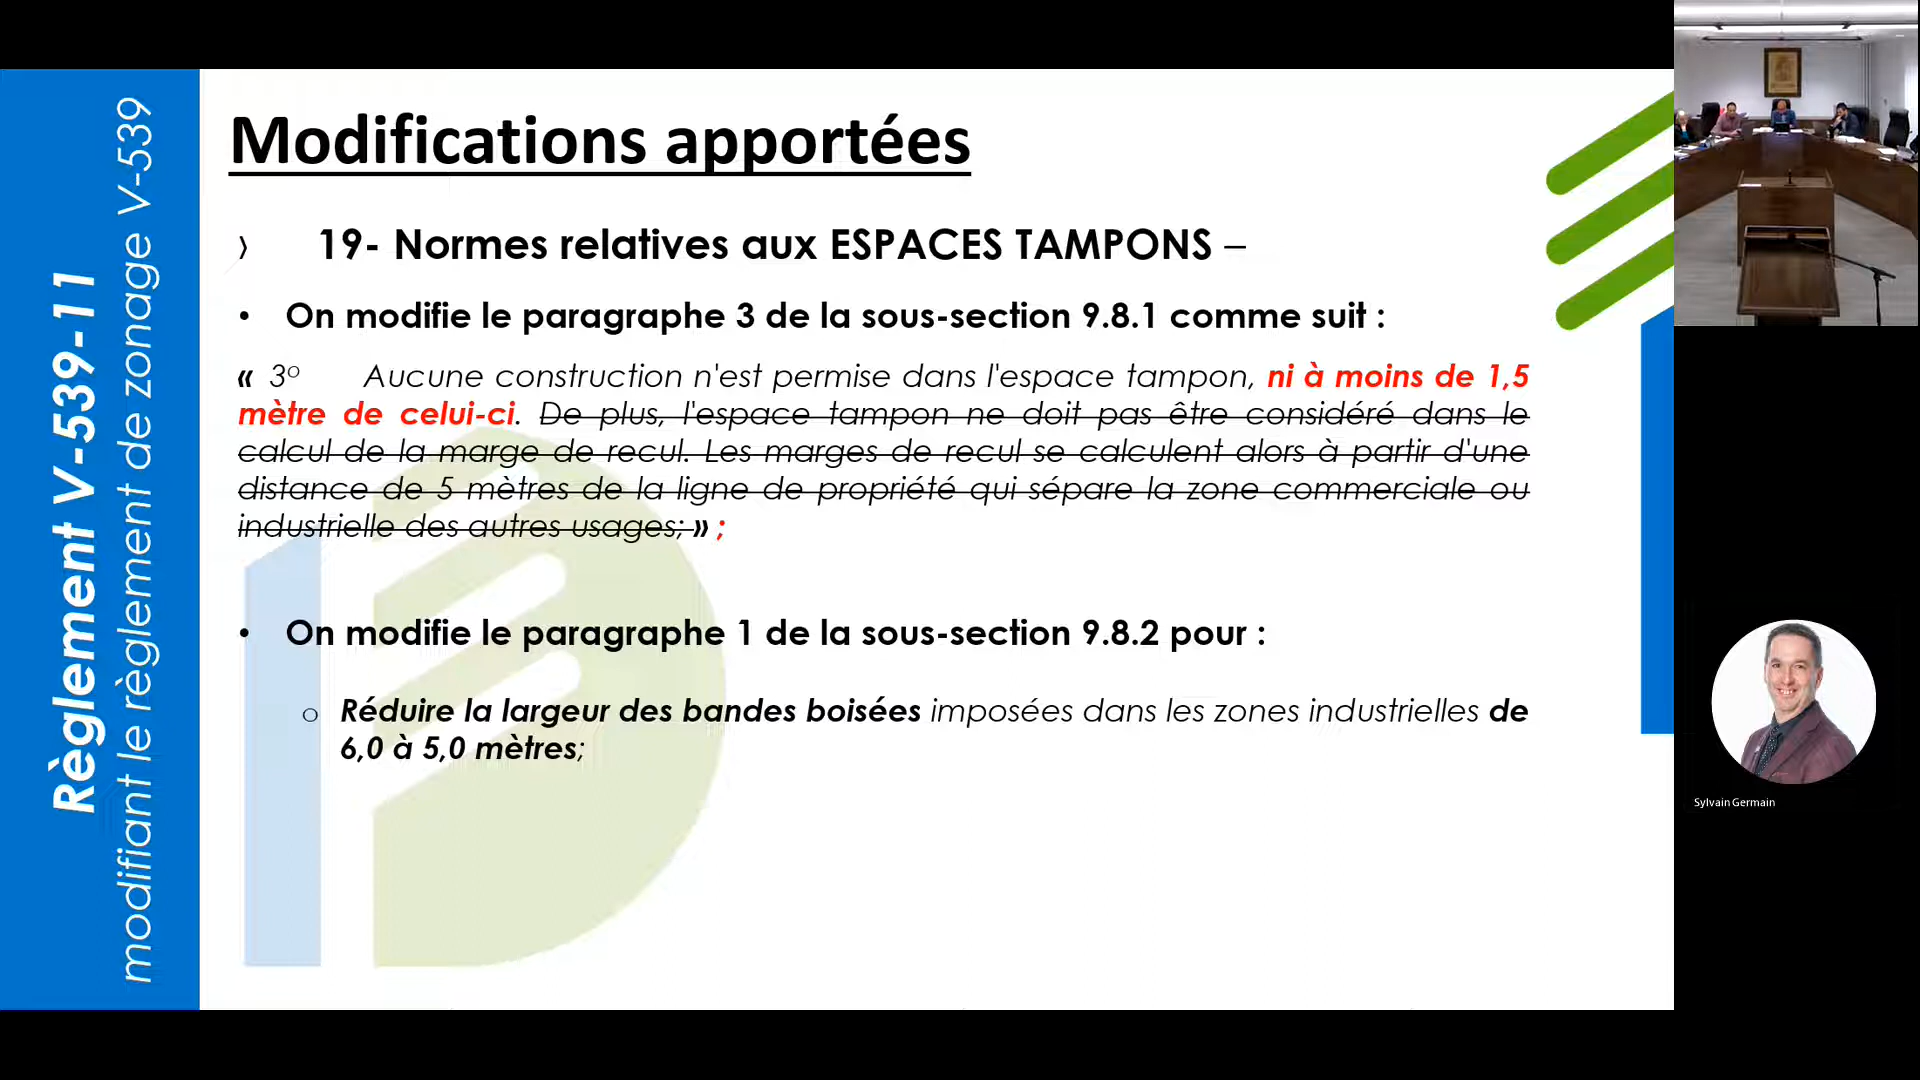 Règlement V-539-11
modifiant le règlement de zonage V-539
Modifications apportées
› 19- Normes relatives aux ESPACES TAMPONS –
• On modifie le paragraphe 3 de la sous-section 9.8.1 comme suit :
« 3º Aucune construction n'est permise dans l'espace tampon, ni à moins de 1,5
mètre de celui-ci. De plus, l'espace tampon ne doit pas être considéré dans le
calcul de la marge de recul. Les marges de recul se calculent alors à partir d'une
distance de 5 mètres de la ligne de propriété qui sépare la zone commerciale ou
industrielle des autres usages; » ;
• On modifie le paragraphe 1 de la sous-section 9.8.2 pour :
o Réduire la largeur des bandes boisées imposées dans les zones industrielles de
6,0 à 5,0 mètres;
Sylvain Germain